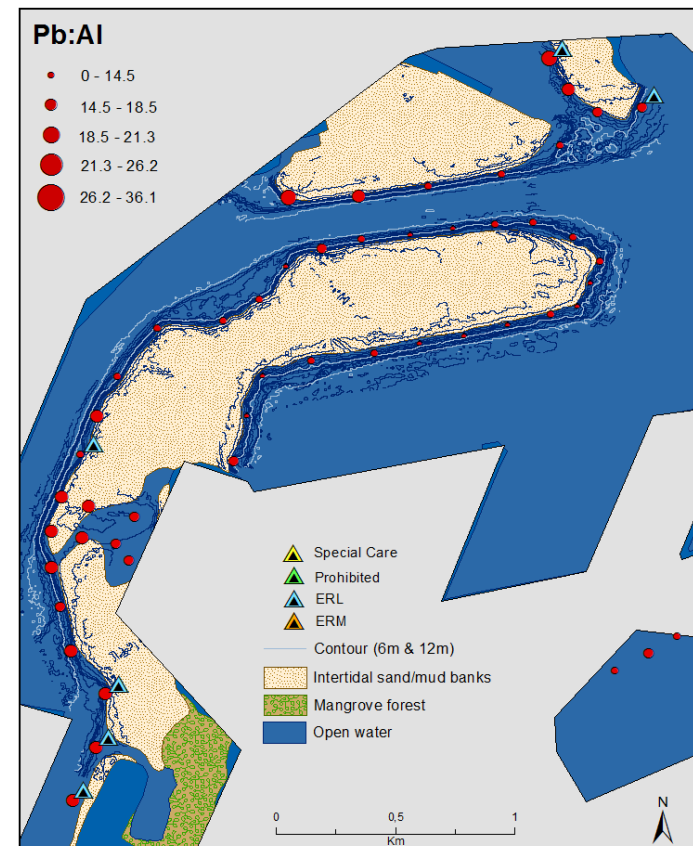 Pb:Al
0 - 14.5
14.5 - 18.5
18.5 - 21.3
21.3 - 26.2
26.2 - 36.1
Special Care
Prohibited
ERL
ERM
Contour (6m & 12m)
Intertidal sand/mud banks
Mangrove forest
Open water
0 0.5 1
Km
N